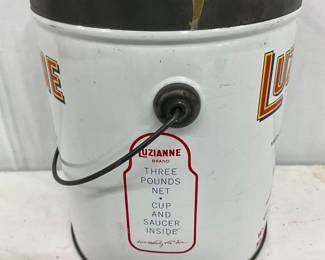 LUZIANNE
BRAND
THREE
POUNDS
NET
•
CUP
AND
SAUCER
INSIDE